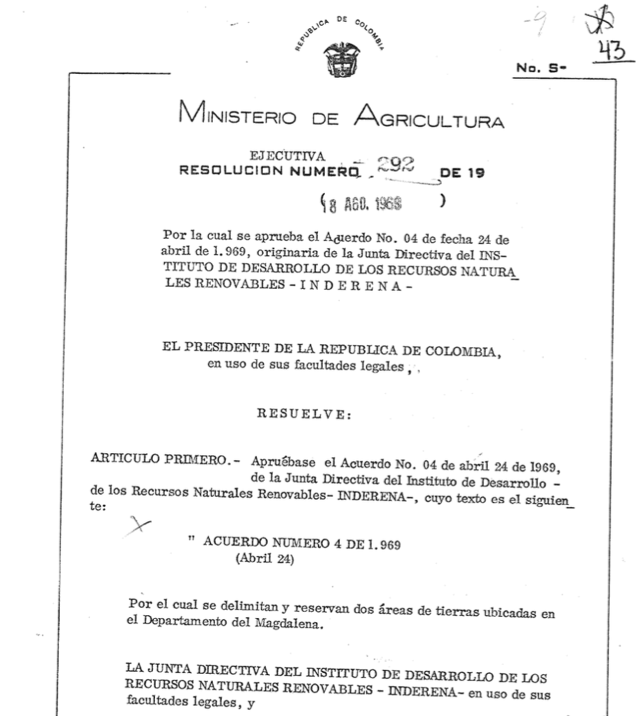 -9
43
REPUBLICA DE COLOMBIA
No. S-
MINISTERIO DE AGRICULTURA
EJECUTIVA
RESOLUCION NUMERO 292 DE 19
(8 AGO. 1969 )
Por la cual se aprueba el Acuerdo No. 04 de fecha 24 de
abril de 1.969, originaria de la Junta Directiva del INS-
TITUTO DE DESARROLLO DE LOS RECURSOS NATURA_
LES RENOVABLES - I N D E R E N A -
EL PRESIDENTE DE LA REPUBLICA DE COLOMBIA,
en uso de sus facultades legales ,
R E S U E L V E :
ARTICULO PRIMERO.- Apruébase el Acuerdo No. 04 de abril 24 de 1969,
de la Junta Directiva del Instituto de Desarrollo -
de los Recursos Naturales Renovables- INDERENA-, cuyo texto es el siguien_
te:
" ACUERDO NUMERO 4 DE 1.969
(Abril 24)
Por el cual se delimitan y reservan dos áreas de tierras ubicadas en
el Departamento del Magdalena.
LA JUNTA DIRECTIVA DEL INSTITUTO DE DESARROLLO DE LOS
RECURSOS NATURALES RENOVABLES - INDERENA- en uso de sus
facultades legales, y